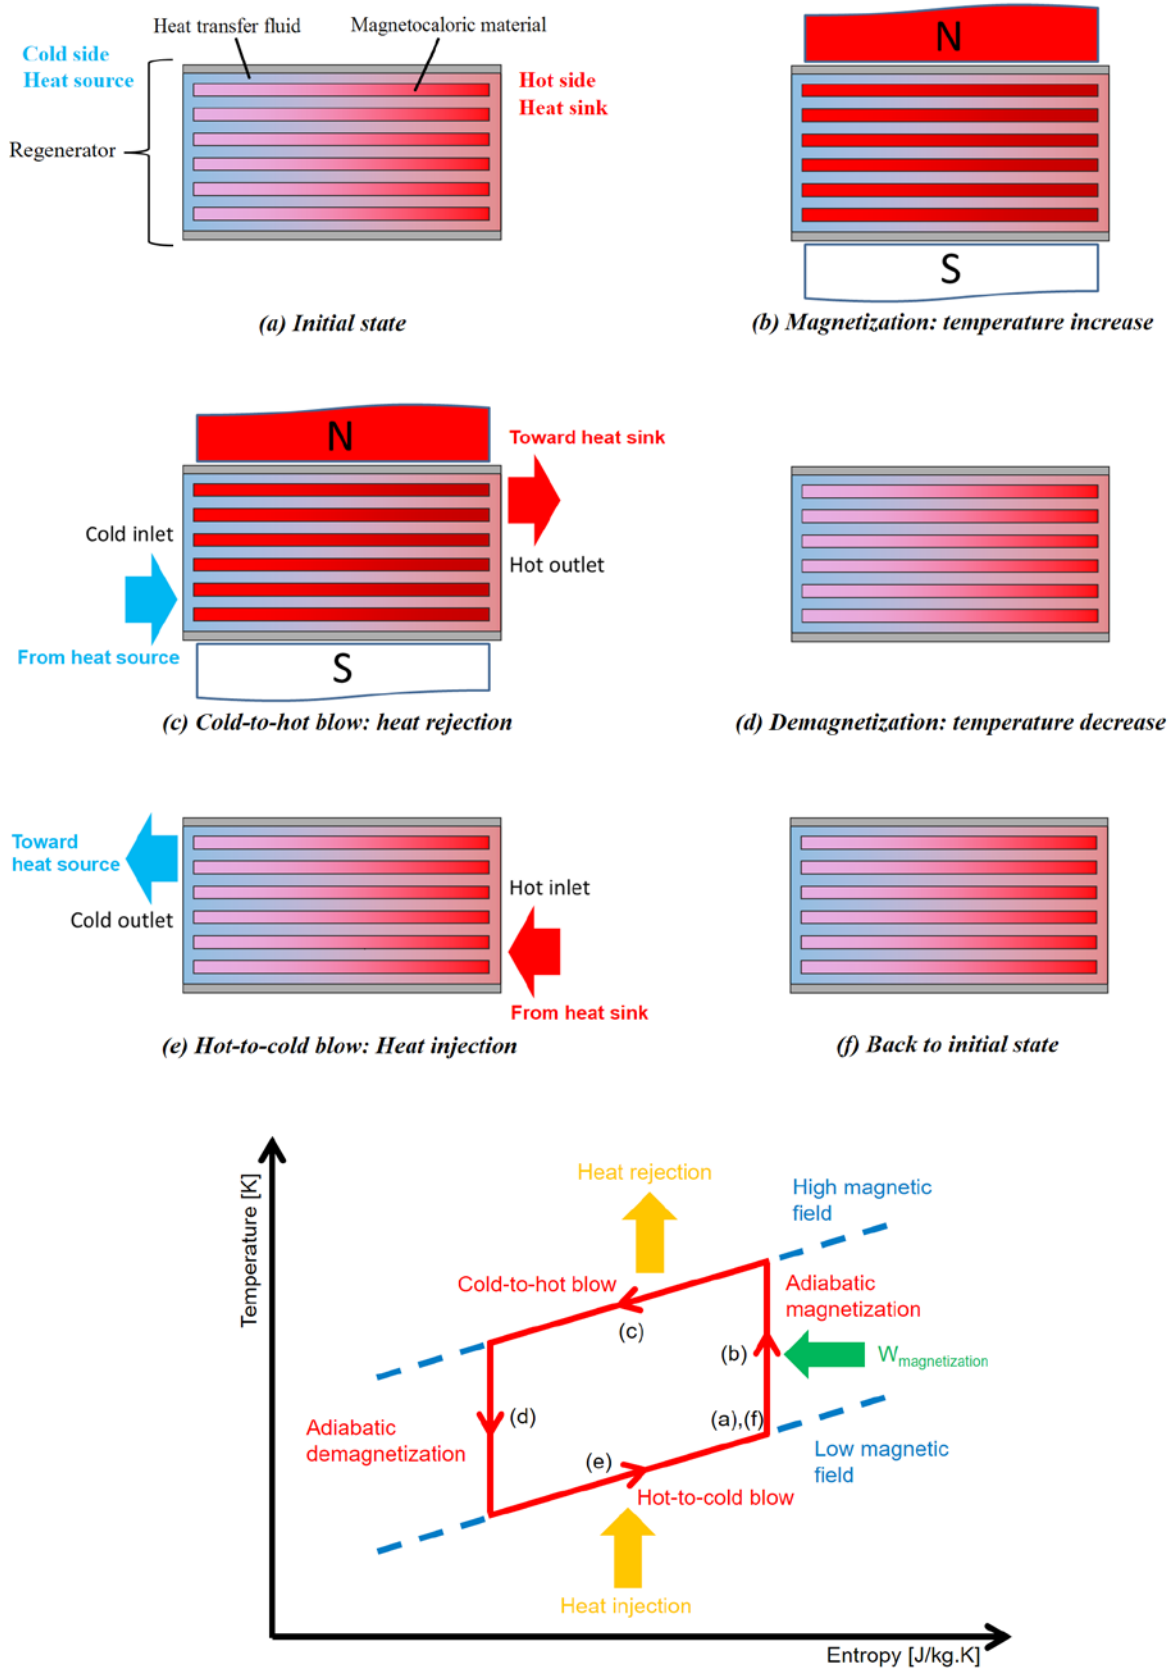 Heat transfer fluid
Magnetocaloric material
Cold side
Heat source
Hot side
Heat sink
Regenerator
(a) Initial state
N
S
(b) Magnetization: temperature increase
N
Toward heat sink
Cold inlet
Hot outlet
From heat source
S
(c) Cold-to-hot blow: heat rejection
(d) Demagnetization: temperature decrease
Toward
heat source
Cold outlet
Hot inlet
From heat sink
(e) Hot-to-cold blow: Heat injection
(f) Back to initial state
Temperature [K]
Heat rejection
High magnetic
field
Cold-to-hot blow
(c)
Adiabatic
magnetization
(b)
Wmagnetization
(d)
(a),(f)
Adiabatic
demagnetization
(e)
Low magnetic
field
Hot-to-cold blow
Heat injection
Entropy [J/kg.K]